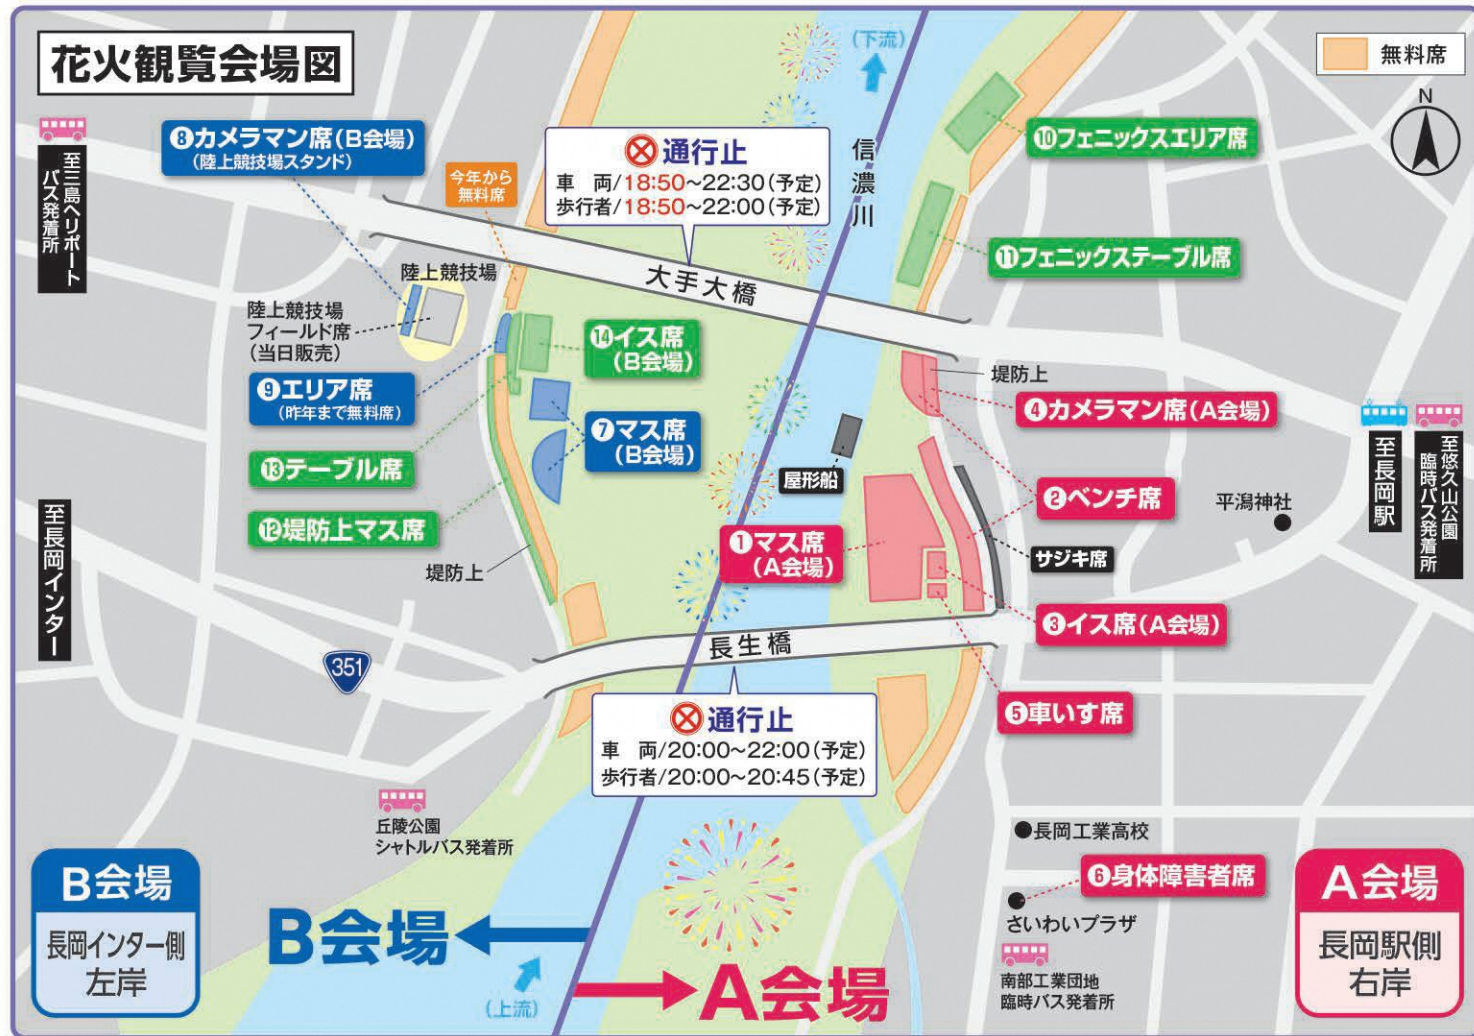 花火観覧会場図
(下流)
無料席
N
至三島ヘリポート
バス発着所
❽カメラマン席(B会場)
(陸上競技場スタンド)
今年から
無料席
通行止
車 両/18:50~22:30(予定)
歩行者/18:50~22:00(予定)
信濃川
❿フェニックスエリア席
⓫フェニックステーブル席
大手大橋
陸上競技場
陸上競技場
フィールド席
(当日販売)
⓮イス席
(B会場)
❾エリア席
(昨年まで無料席)
❼マス席
(B会場)
⓭テーブル席
⓬堤防上マス席
堤防上
堤防上
❹カメラマン席(A会場)
屋形船
❷ベンチ席
平潟神社
至長岡駅
至悠久山公園
臨時バス発着所
❶マス席
(A会場)
サジキ席
❸イス席(A会場)
至長岡インター
351
長生橋
❺車いす席
通行止
車 両/20:00~22:00(予定)
歩行者/20:00~20:45(予定)
丘陵公園
シャトルバス発着所
長岡工業高校
❻身体障害者席
さいわいプラザ
南部工業団地
臨時バス発着所
B会場
長岡インター側
左岸
B会場
(上流)
A会場
A会場
長岡駅側
右岸